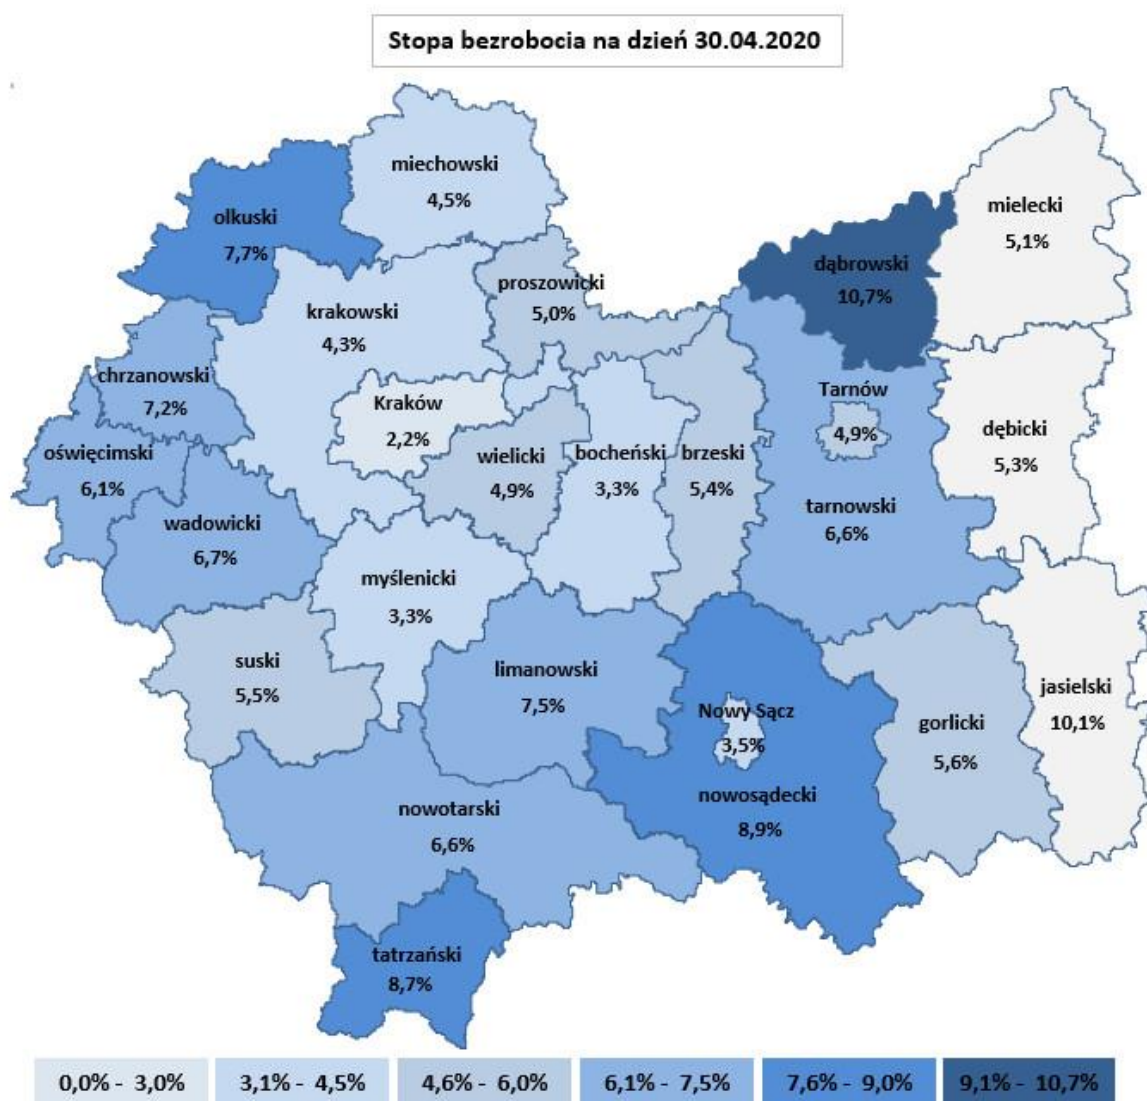 Stopa bezrobocia na dzień 30.04.2020
miechowski
4,5%
olkuski
7,7%
mielecki
5,1%
dąbrowski
10,7%
proszowicki
5,0%
krakowski
4,3%
chrzanowski
7,2%
Kraków
2,2%
Tarnów
4,9%
dębicki
5,3%
oświęcimski
6,1%
wielicki
4,9%
bocheński
3,3%
brzeski
5,4%
wadowicki
6,7%
tarnowski
6,6%
myślenicki
3,3%
suski
5,5%
limanowski
7,5%
jasielski
10,1%
Nowy Sącz
3,5%
gorlicki
5,6%
nowotarski
6,6%
nowosądecki
8,9%
tatrzański
8,7%
0,0% - 3,0%
3,1% - 4,5%
4,6% - 6,0%
6,1% - 7,5%
7,6% - 9,0%
9,1% - 10,7%